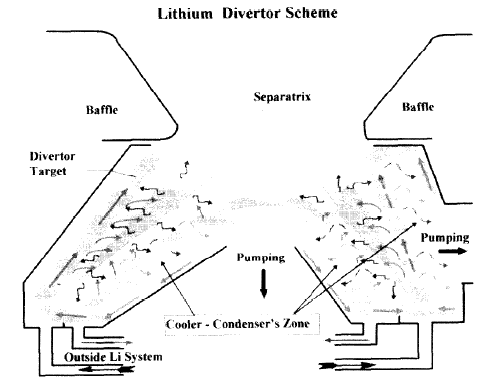 Lithium Divertor Scheme
Separatrix
Baffle
Baffle
Divertor
Target
Pumping
Pumping
Cooler - Condenser's Zone
Outside Li System